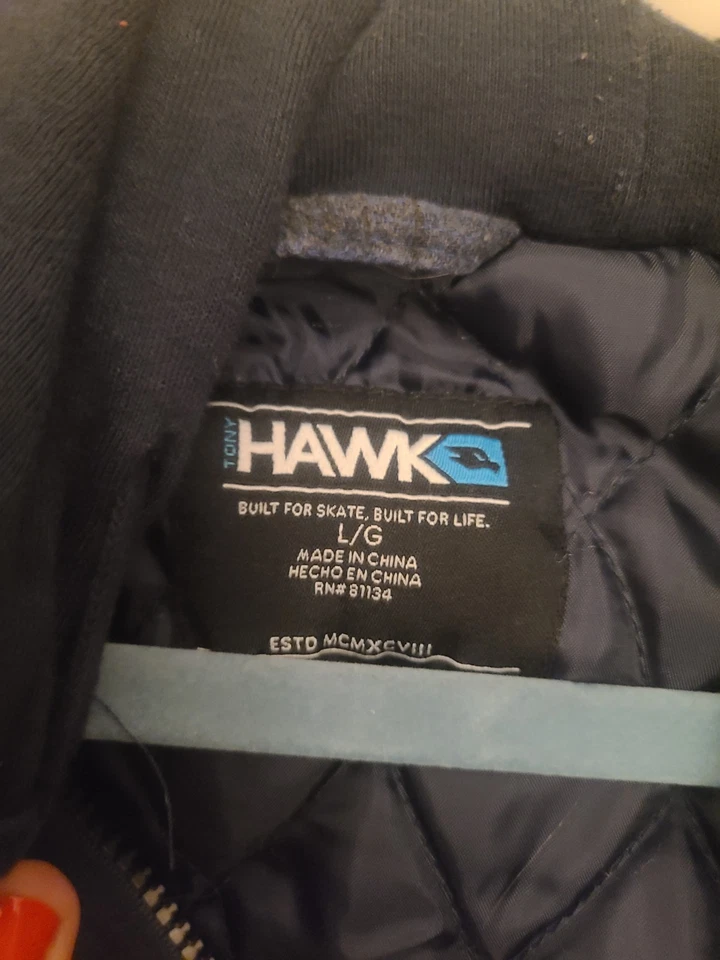 TONY HAWK
BUILT FOR SKATE, BUILT FOR LIFE.
L/G
MADE IN CHINA
HECHO EN CHINA
RN# 81134
ESTD MCMXCVIII